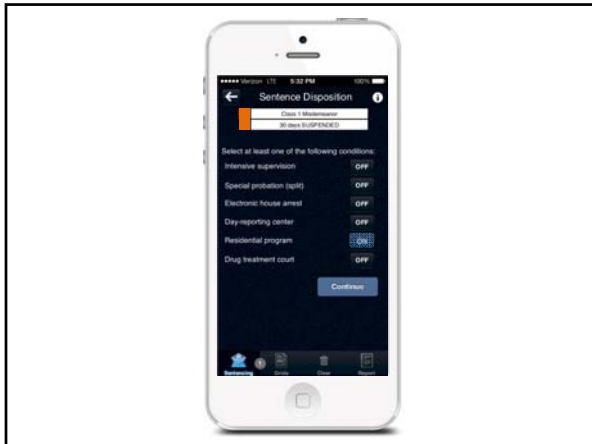 Verizon LTE 5:32 PM 100%
Sentence Disposition
Class 1 Misdemeanor
30 days SUSPENDED
Select at least one of the following conditions:
Intensive supervision OFF
Special probation (split) OFF
Electronic house arrest OFF
Day-reporting center OFF
Residential program ON
Drug treatment court OFF
Continue
1
Sentencing Grids Clear Report